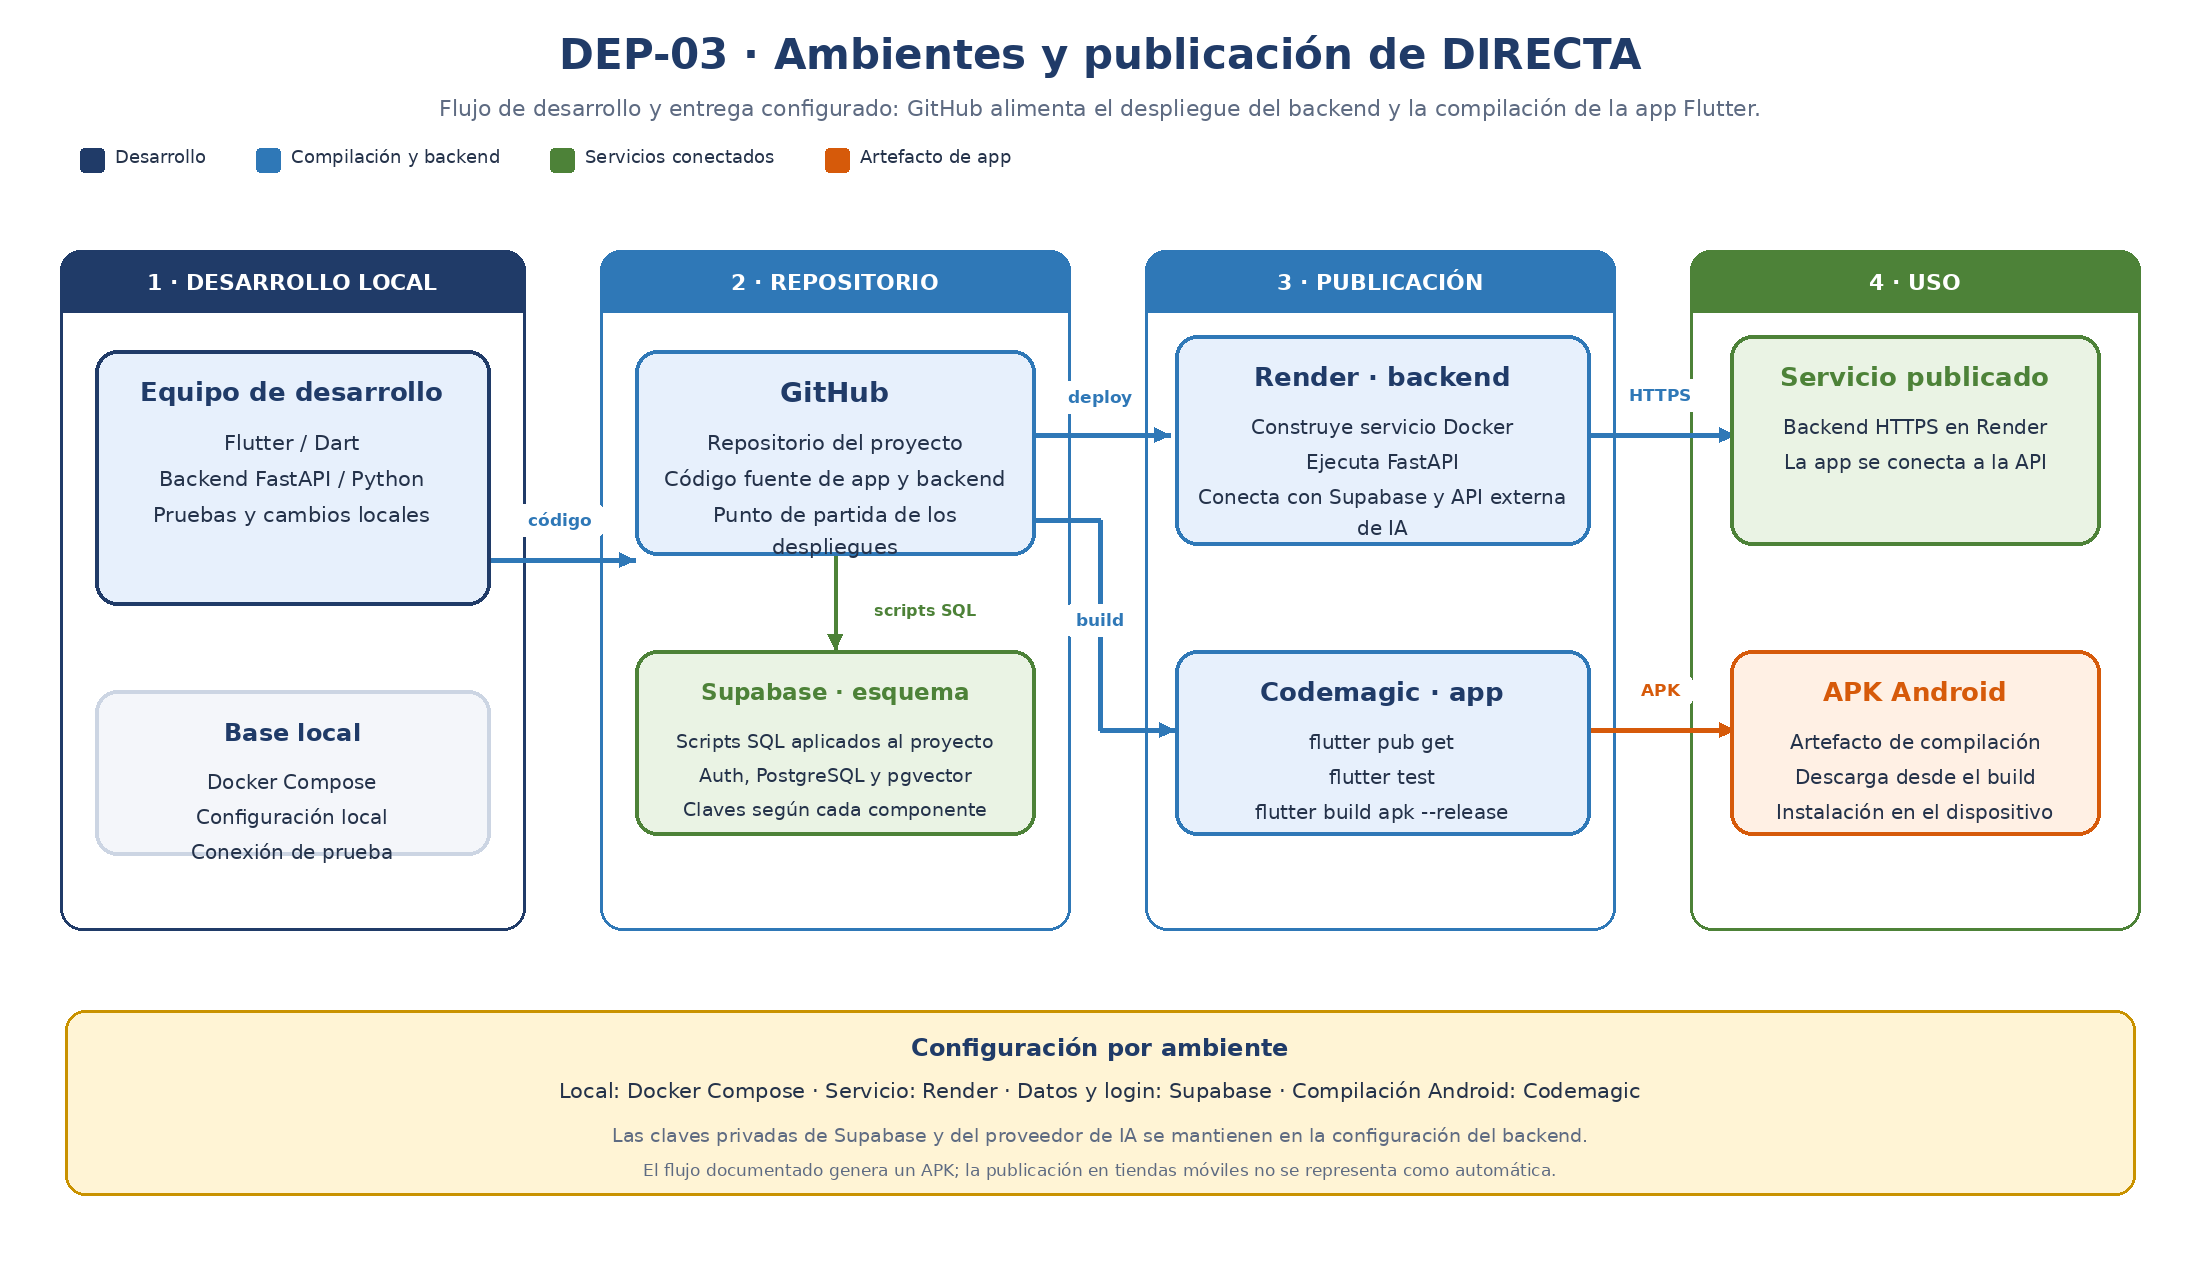 DEP-03 · Ambientes y publicación de DIRECTA
Flujo de desarrollo y entrega configurado: GitHub alimenta el despliegue del backend y la compilación de la app Flutter.
Desarrollo
Compilación y backend
Servicios conectados
Artefacto de app
1 · DESARROLLO LOCAL
Equipo de desarrollo
Flutter / Dart
Backend FastAPI / Python
Pruebas y cambios locales
Base local
Docker Compose
Configuración local
Conexión de prueba
código
2 · REPOSITORIO
GitHub
Repositorio del proyecto
Código fuente de app y backend
Punto de partida de los
despliegues
scripts SQL
Supabase · esquema
Scripts SQL aplicados al proyecto
Auth, PostgreSQL y pgvector
Claves según cada componente
deploy
build
3 · PUBLICACIÓN
Render · backend
Construye servicio Docker
Ejecuta FastAPI
Conecta con Supabase y API externa
de IA
Codemagic · app
flutter pub get
flutter test
flutter build apk --release
HTTPS
APK
4 · USO
Servicio publicado
Backend HTTPS en Render
La app se conecta a la API
APK Android
Artefacto de compilación
Descarga desde el build
Instalación en el dispositivo
Configuración por ambiente
Local: Docker Compose · Servicio: Render · Datos y login: Supabase · Compilación Android: Codemagic
Las claves privadas de Supabase y del proveedor de IA se mantienen en la configuración del backend.
El flujo documentado genera un APK; la publicación en tiendas móviles no se representa como automática.